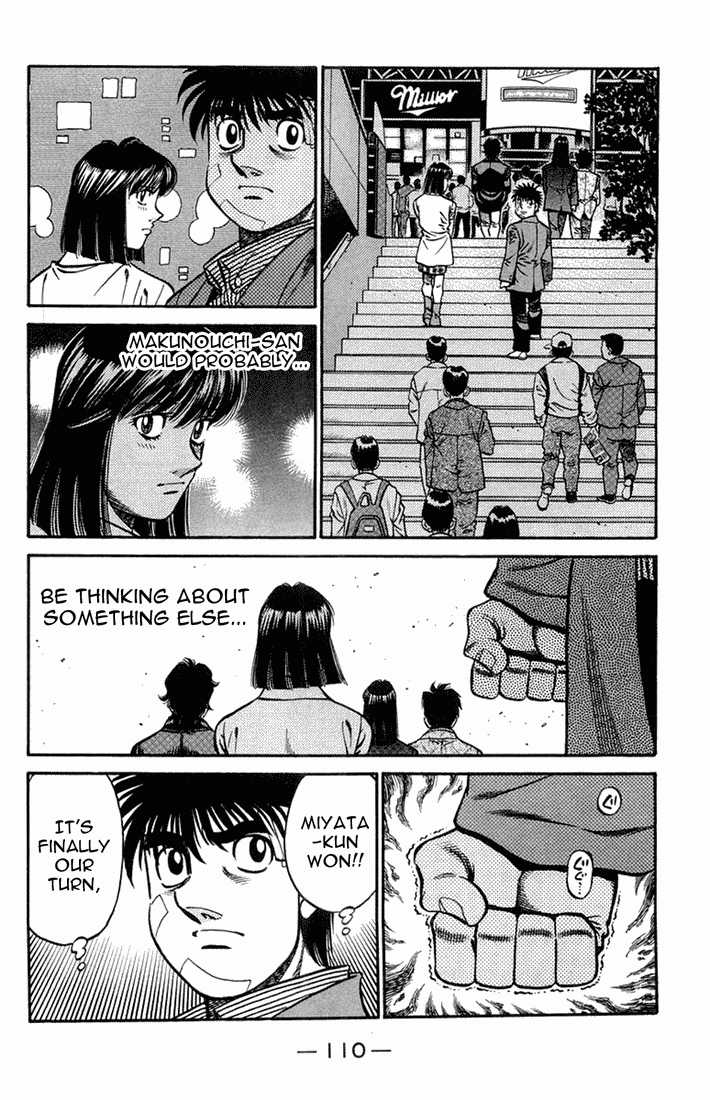 Millor
MAKUNOUCHI-SAN
WOULD PROBABLY...
BE THINKING ABOUT
SOMETHING ELSE...
ぐ
ぐぐ…
MIYATA
-KUN
WON!!
IT'S
FINALLY
OUR
TURN,
—110—